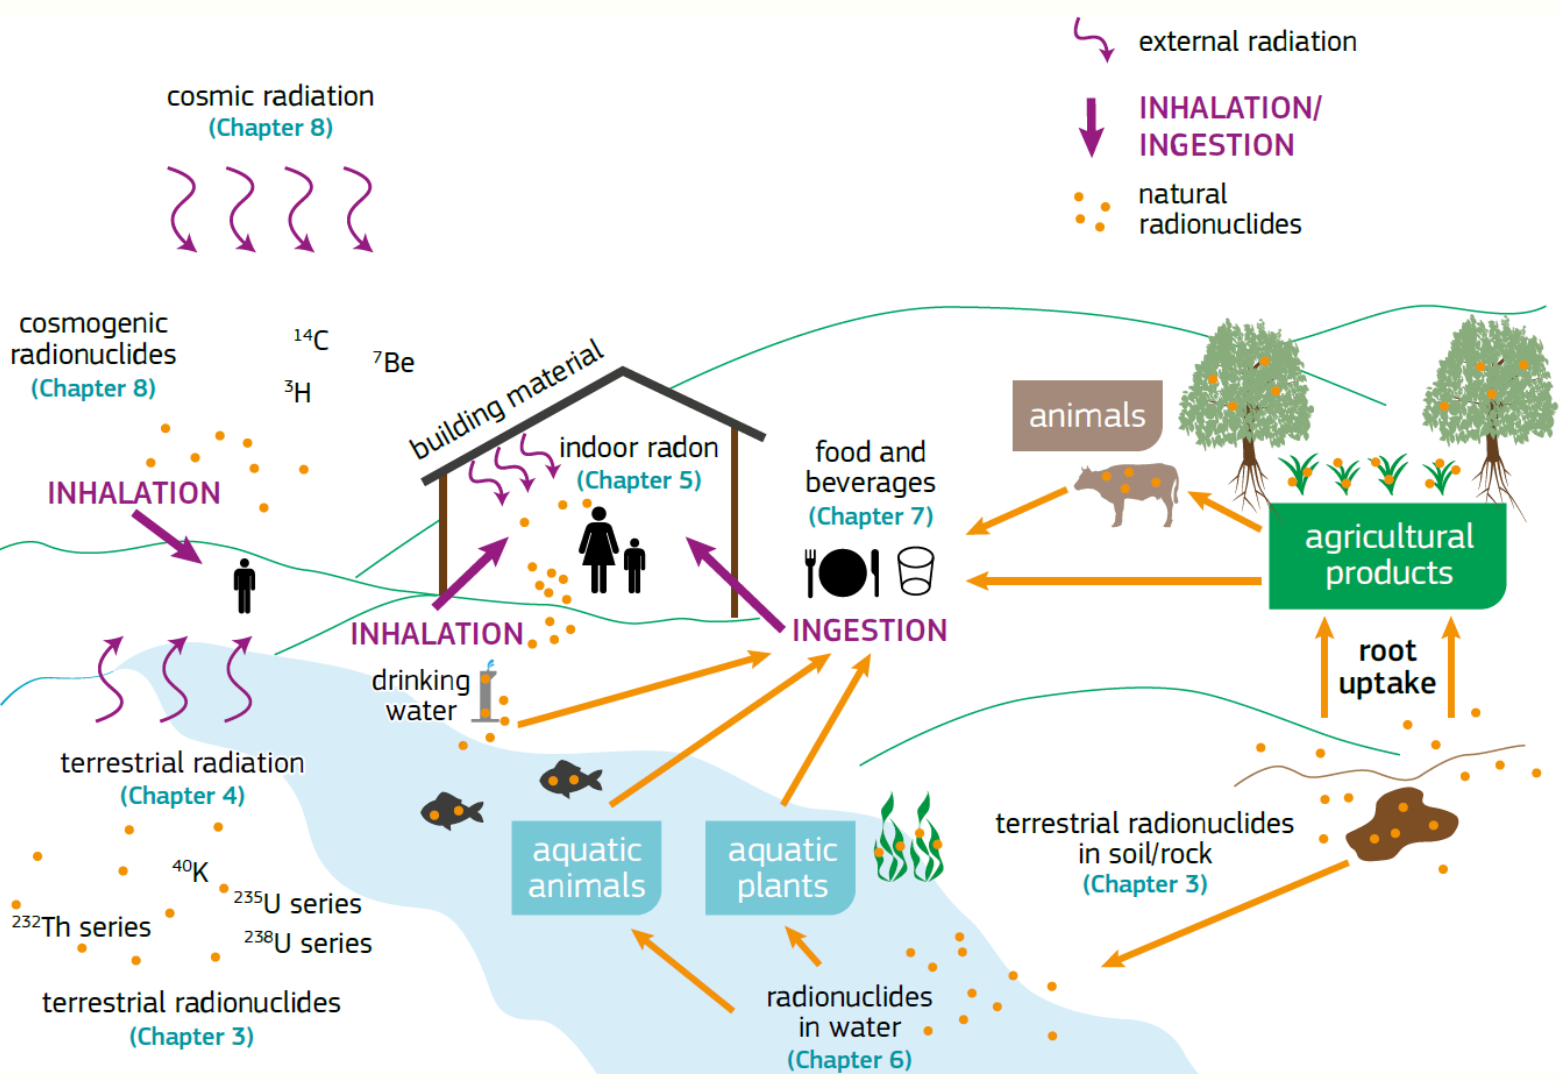 external radiation
INHALATION/
INGESTION
natural
radionuclides
cosmic radiation
(Chapter 8)
cosmogenic
radionuclides
(Chapter 8)
¹⁴C
⁷Be
³H
INHALATION
building material
indoor radon
(Chapter 5)
food and
beverages
(Chapter 7)
animals
agricultural
products
INHALATION
INGESTION
root
uptake
drinking
water
terrestrial radiation
(Chapter 4)
aquatic
animals
aquatic
plants
terrestrial radionuclides
in soil/rock
(Chapter 3)
⁴⁰K
²³⁵U series
²³²Th series
²³⁸U series
terrestrial radionuclides
(Chapter 3)
radionuclides
in water
(Chapter 6)